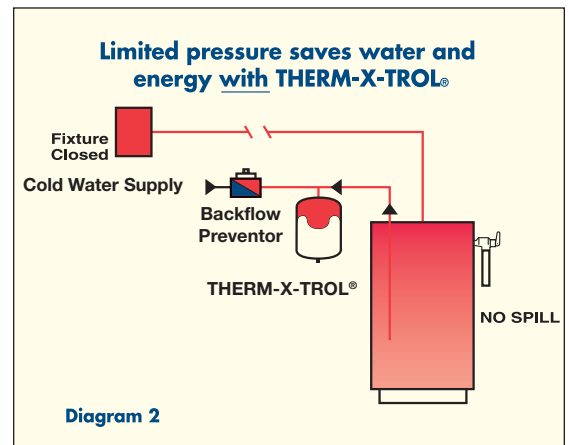 Limited pressure saves water and
energy with THERM-X-TROL®
Fixture
Closed
Cold Water Supply
Backflow
Preventor
THERM-X-TROL®
NO SPILL
Diagram 2